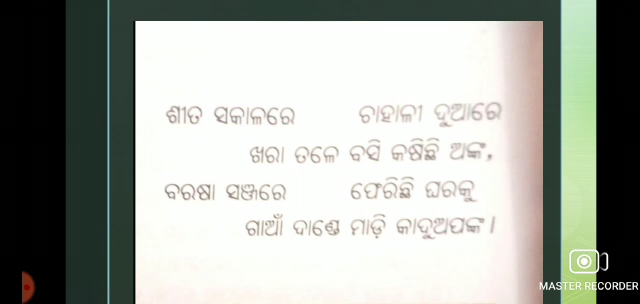 ଶୀତ ସକାଳରେ ଚାହାଳୀ ଦୁଆରେ
ଖରା ତଳେ ବସି କଷିଛି ଅଙ୍କ,
ବରଷା ସଞ୍ଜରେ ଫେରିଛି ଘରକୁ
ଗାଆଁ ଦାଣ୍ଡେ ମାଡ଼ି କାଦୁଅପଙ୍କ।
MASTER RECORDER